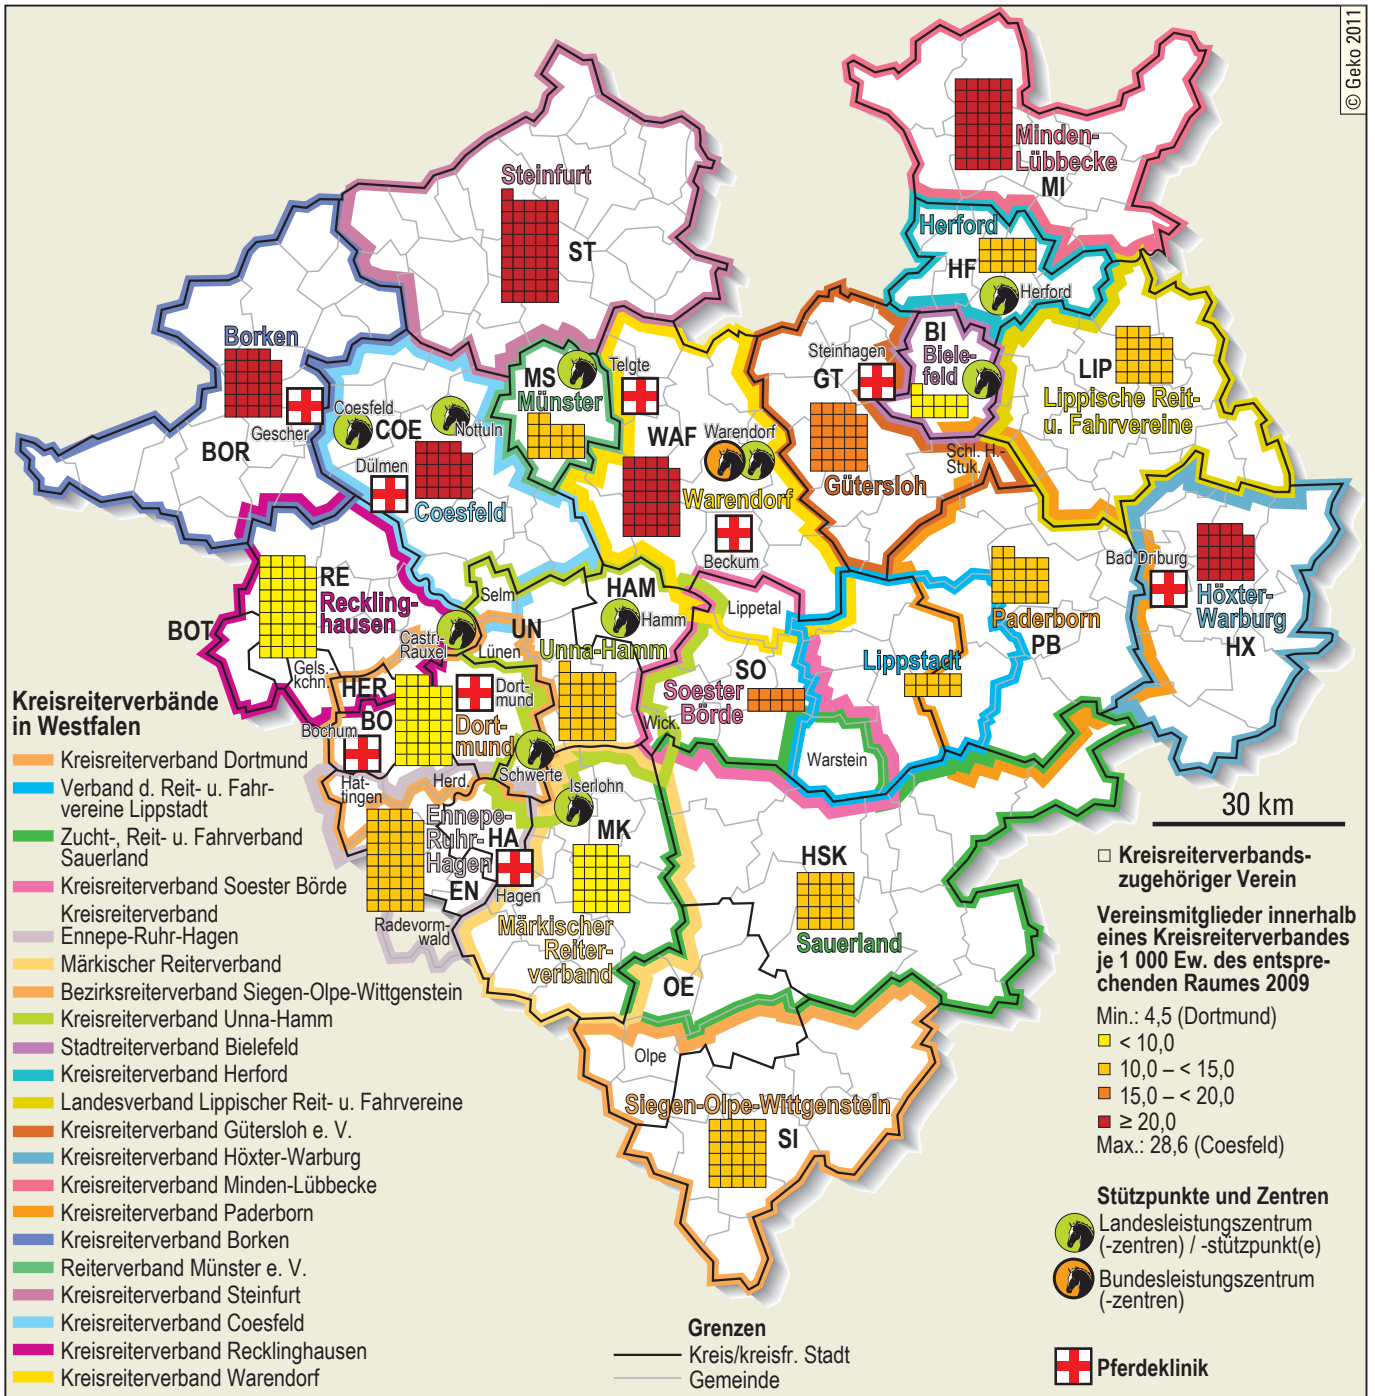 © Geko 2011
Minden-
Lübbecke
MI
Steinfurt
ST
Herford
HF
Herford
Borken
BOR
Gescher
Coesfeld
COE
Nottuln
Dülmen
Coesfeld
MS
Münster
Telgte
WAF
Warendorf
Warendorf
Beckum
Steinhagen
GT
Gütersloh
BI
Biele-
feld
Schl. H.-
Stuk.
LIP
Lippische Reit-
u. Fahrvereine
Bad Driburg
Höxter-
Warburg
HX
Paderborn
PB
RE
Reckling-
hausen
BOT
Gels.-
kchn.
Castr.-
Rauxel
Selm
UN
Lünen
HAM
Hamm
Unna-Hamm
Lippetal
SO
Soester
Börde
Wick.
Lippstadt
Warstein
HER
BO
Bochum
Dort-
mund
Dort-
mund
Schwerte
Hat-
tingen
Herd.
Iserlohn
Ennepe-
Ruhr-
Hagen
HA
EN
Hagen
Radevorm-
wald
MK
Märkischer
Reiter-
verband
HSK
Sauerland
OE
Olpe
Siegen-Olpe-Wittgenstein
SI
Kreisreiterverbände
in Westfalen
Kreisreiterverband Dortmund
Verband d. Reit- u. Fahr-
vereine Lippstadt
Zucht-, Reit- u. Fahrverband
Sauerland
Kreisreiterverband Soester Börde
Kreisreiterverband
Ennepe-Ruhr-Hagen
Märkischer Reiterverband
Bezirksreiterverband Siegen-Olpe-Wittgenstein
Kreisreiterverband Unna-Hamm
Stadtreiterverband Bielefeld
Kreisreiterverband Herford
Landesverband Lippischer Reit- u. Fahrvereine
Kreisreiterverband Gütersloh e. V.
Kreisreiterverband Höxter-Warburg
Kreisreiterverband Minden-Lübbecke
Kreisreiterverband Paderborn
Kreisreiterverband Borken
Reiterverband Münster e. V.
Kreisreiterverband Steinfurt
Kreisreiterverband Coesfeld
Kreisreiterverband Recklinghausen
Kreisreiterverband Warendorf
Grenzen
Kreis/kreisfr. Stadt
Gemeinde
30 km
Kreisreiterverbands-
zugehöriger Verein
Vereinsmitglieder innerhalb
eines Kreisreiterverbandes
je 1 000 Ew. des entspre-
chenden Raumes 2009
Min.: 4,5 (Dortmund)
< 10,0
10,0 – < 15,0
15,0 – < 20,0
≥ 20,0
Max.: 28,6 (Coesfeld)
Stützpunkte und Zentren
Landesleistungszentrum
(-zentren) / -stützpunkt(e)
Bundesleistungszentrum
(-zentren)
Pferdeklinik